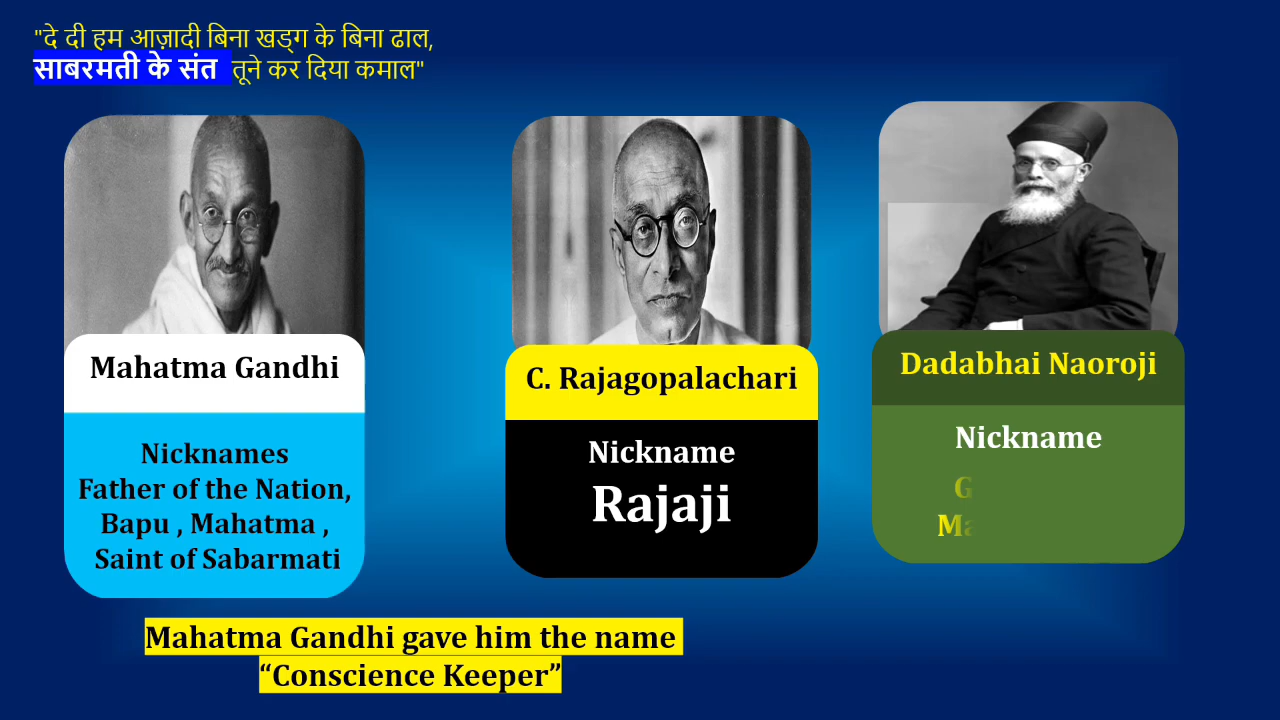 "दे दी हम आज़ादी बिना खड्ग के बिना ढाल,
साबरमती के संत तूने कर दिया कमाल"
Mahatma Gandhi
Nicknames
Father of the Nation,
Bapu , Mahatma ,
Saint of Sabarmati
C. Rajagopalachari
Nickname
Rajaji
Dadabhai Naoroji
Nickname
Mahatma Gandhi gave him the name
“Conscience Keeper”